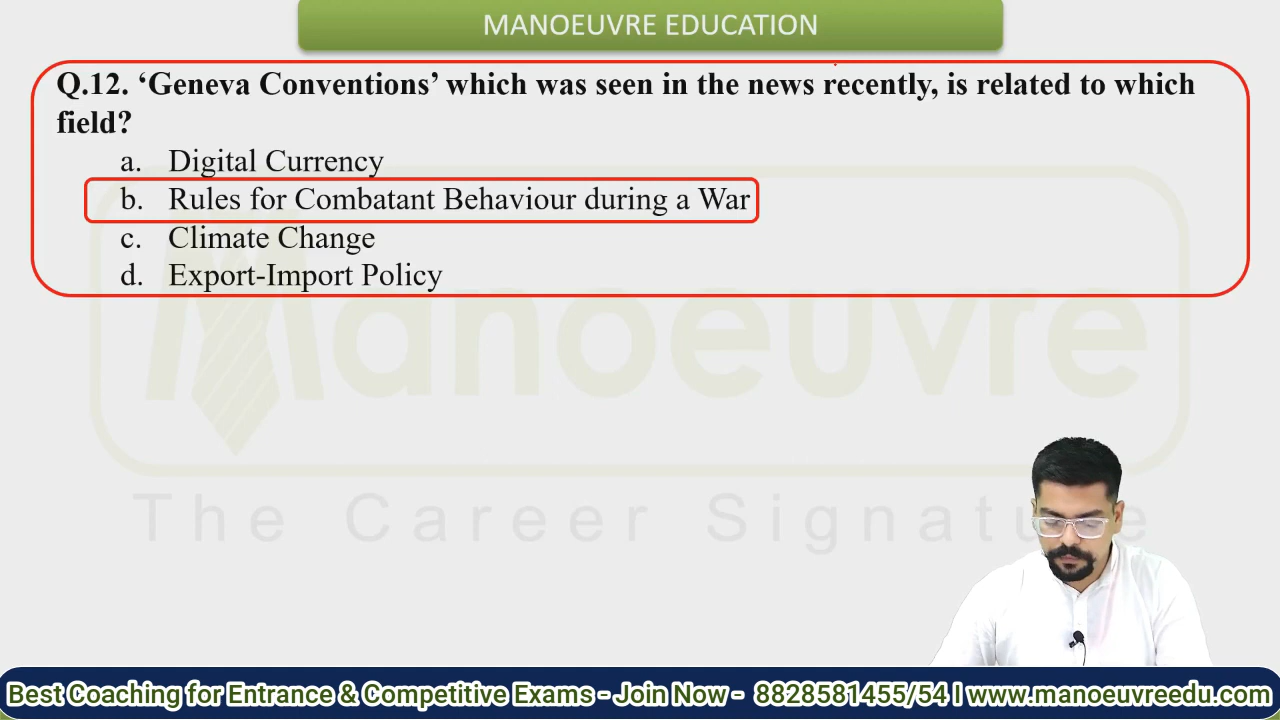 MANOEUVRE EDUCATION
Q.12. ‘Geneva Conventions’ which was seen in the news recently, is related to which
field?
a. Digital Currency
b. Rules for Combatant Behaviour during a War
c. Climate Change
d. Export-Import Policy
Manoeuvre
The Career Signature
Best Coaching for Entrance & Competitive Exams - Join Now - 8828581455/54 I www.manoeuvreedu.com